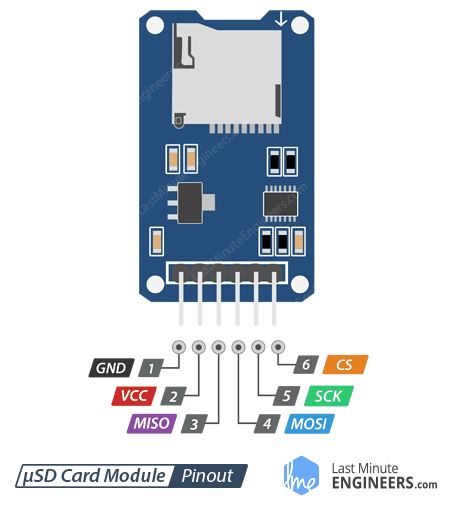 LastMinuteEngineers.com
LastMinuteEngineers.com
6 CS
GND 1
VCC 2
5 SCK
MISO 3
4 MOSI
µSD Card Module Pinout
lme
Last Minute
ENGINEERS.com